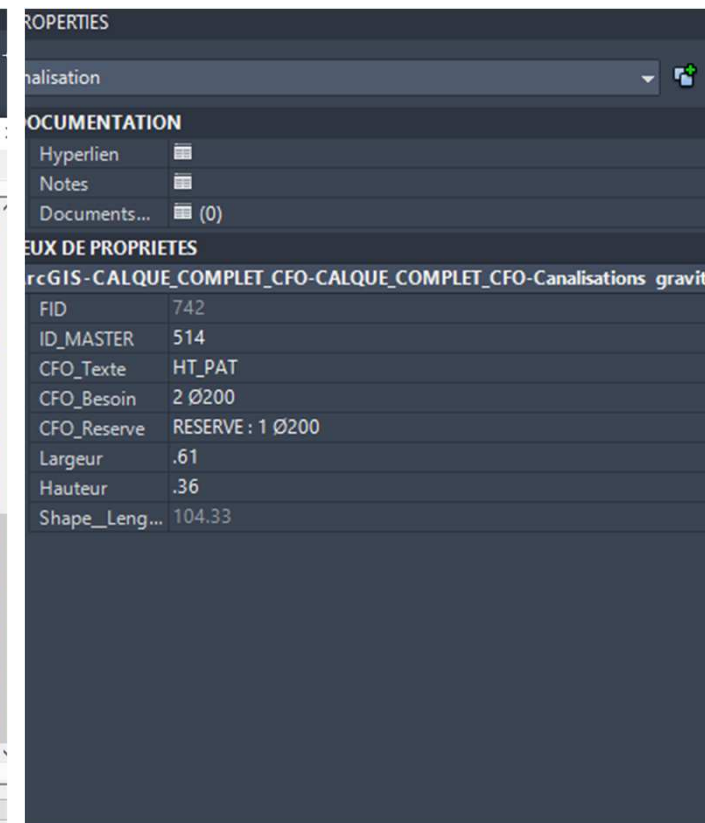 ROPERTIES
nalisation
OCUMENTATION
Hyperlien
Notes
Documents... (0)
EUX DE PROPRIETES
rcGIS-CALQUE_COMPLET_CFO-CALQUE_COMPLET_CFO-Canalisations gravit
FID 742
ID_MASTER 514
CFO_Texte HT_PAT
CFO_Besoin 2 Ø200
CFO_Reserve RESERVE : 1 Ø200
Largeur .61
Hauteur .36
Shape__Leng... 104.33